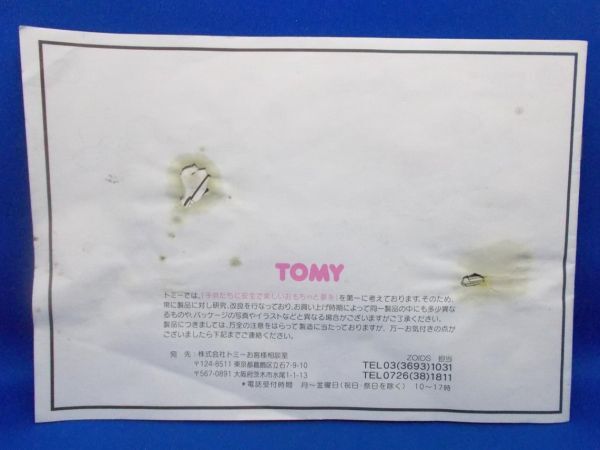 TOMY
トミーでは、「子供たちに安全で楽しいおもちゃと夢を」を第一に考えております。そのため、
常に製品に対し研究、改良を行なっており、お買い上げ時期によって同一製品の中にも多少異な
るものや、パッケージの写真やイラストなどと異なる場合がございますがご了承ください。
製品につきましては、万全の注意をはらって製造に当たっておりますが、万一お気付きの点が
ございましたら下記までご連絡ください。
宛 先：株式会社トミーお客様相談室
〒124-8511 東京都葛飾区立石7-9-10
〒567-0891 大阪府茨木市水尾1-1-13
ZOIDS 担当
TEL03(3693)1031
TEL0726(38)1811
＊電話受付時間 月～金曜日(祝日・祭日を除く) 10～17時